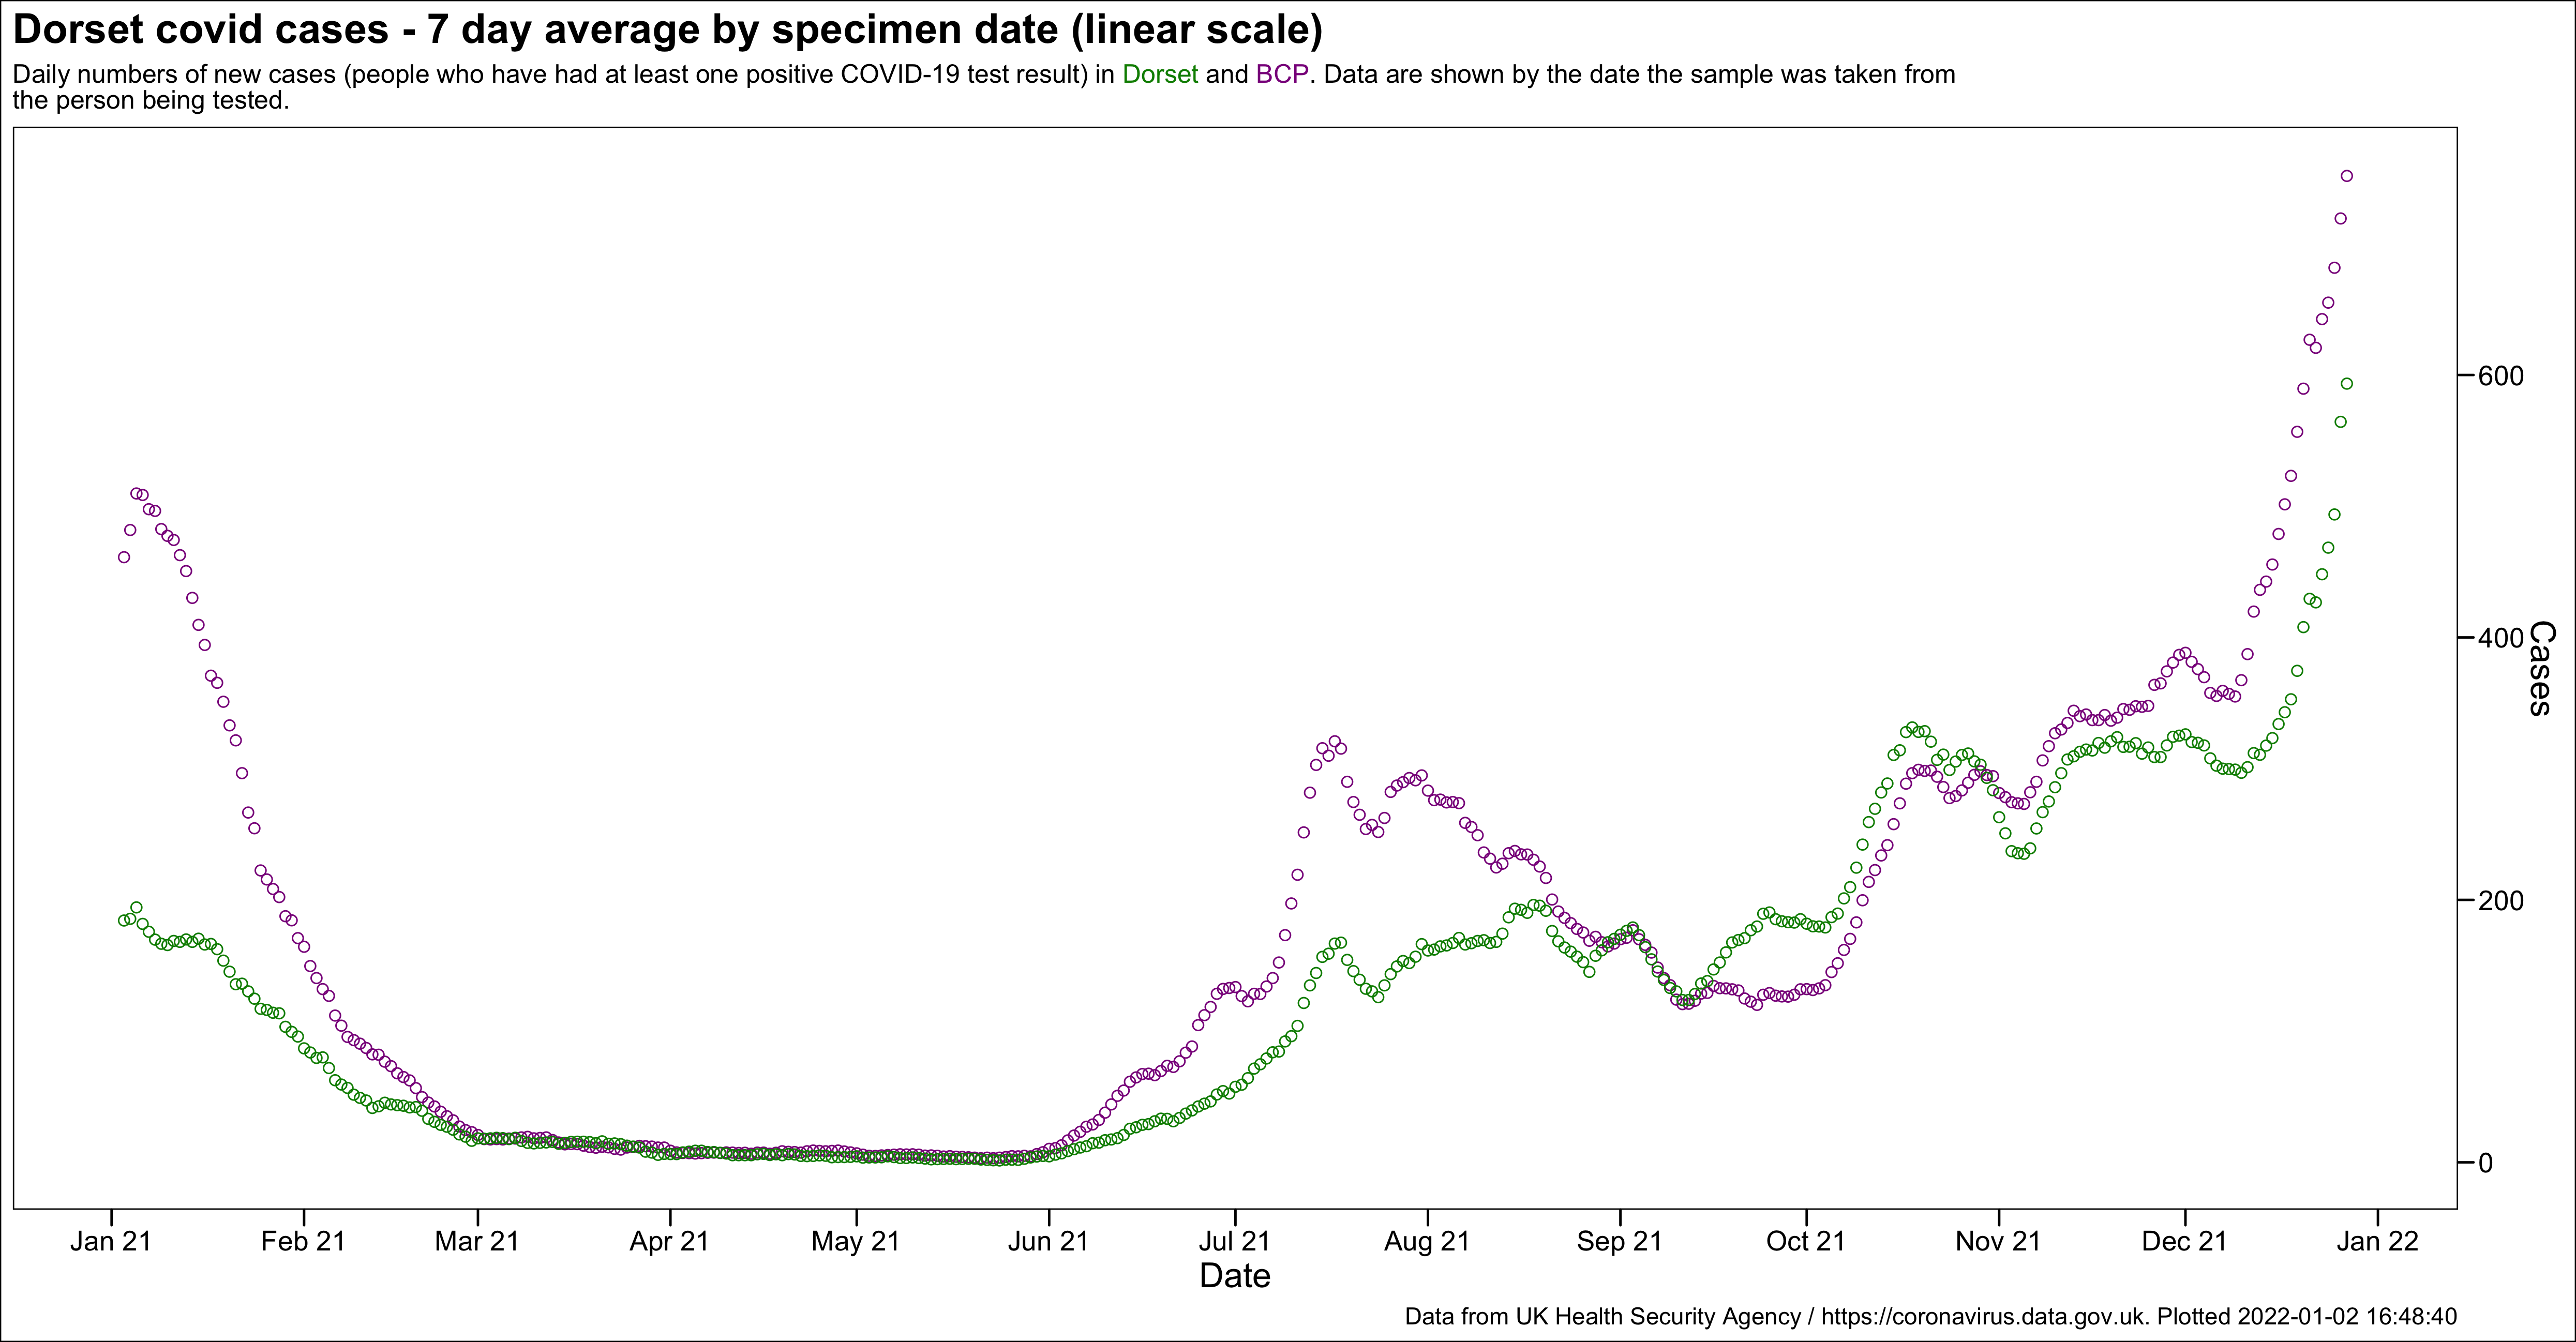 Dorset covid cases - 7 day average by specimen date (linear scale)
Daily numbers of new cases (people who have had at least one positive COVID-19 test result) in Dorset and BCP. Data are shown by the date the sample was taken from
the person being tested.
600
400
200
0
Cases
Jan 21 Feb 21 Mar 21 Apr 21 May 21 Jun 21 Jul 21 Aug 21 Sep 21 Oct 21 Nov 21 Dec 21 Jan 22
Date
Data from UK Health Security Agency / https://coronavirus.data.gov.uk. Plotted 2022-01-02 16:48:40